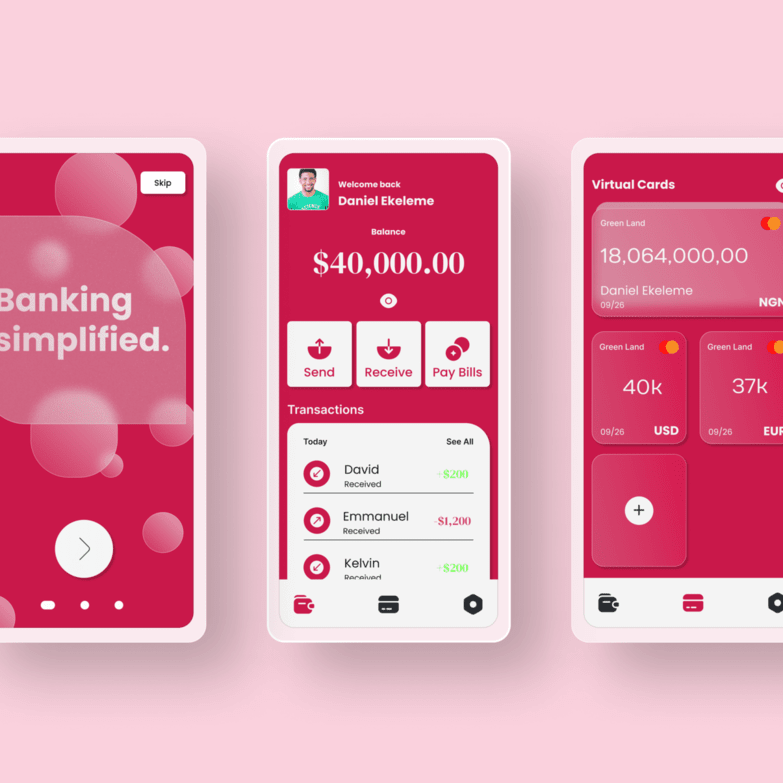 Skip
Banking
simplified.
Welcome back
Daniel Ekeleme
Balance
$40,000.00
Send
Receive
Pay Bills
Transactions
Today
See All
David
Received
+$200
Emmanuel
Received
-$1,200
Kelvin
Received
+$200
Virtual Cards
Green Land
18,064,000,00
Daniel Ekeleme
09/26
NGN
Green Land
40k
09/26
USD
Green Land
37k
09/26
EUR